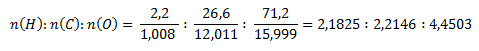 n(H):n(C):n(O) = 2,2/1,008 : 26,6/12,011 : 71,2/15,999 = 2,1825 : 2,2146 : 4,4503